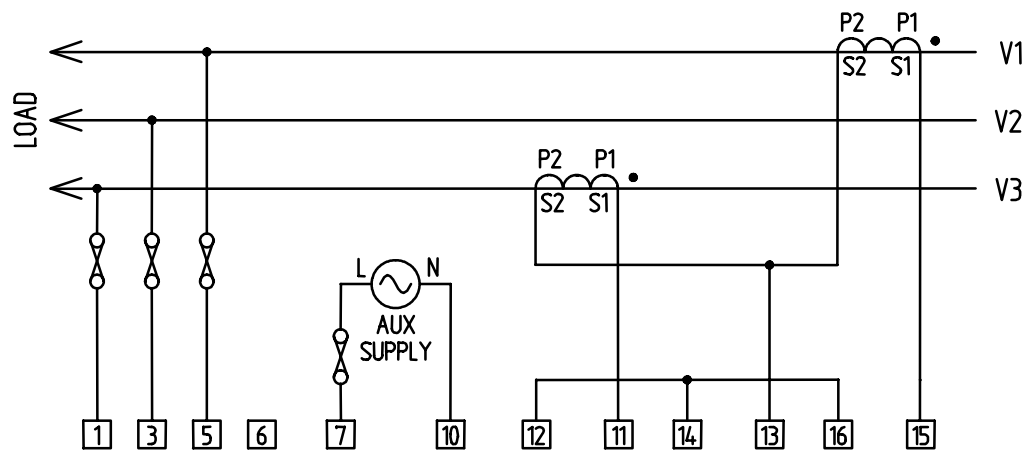 P2 P1
V1
S2 S1
LOAD
V2
P2 P1
V3
S2 S1
L N
AUX
SUPPLY
1 3 5 6 7 10 12 11 14 13 16 15